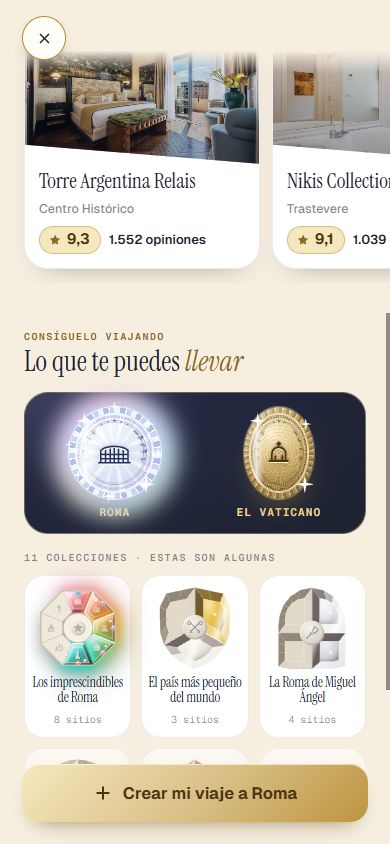 Torre Argentina Relais
Centro Histórico
9,3 1.552 opiniones
Nikis Collection
Trastevere
9,1 1.039
CONSÍGUELO VIAJANDO
Lo que te puedes llevar
ROMA
EL VATICANO
11 COLECCIONES · ESTAS SON ALGUNAS
Los imprescindibles
de Roma
8 sitios
El país más pequeño
del mundo
3 sitios
La Roma de Miguel
Ángel
4 sitios
Crear mi viaje a Roma